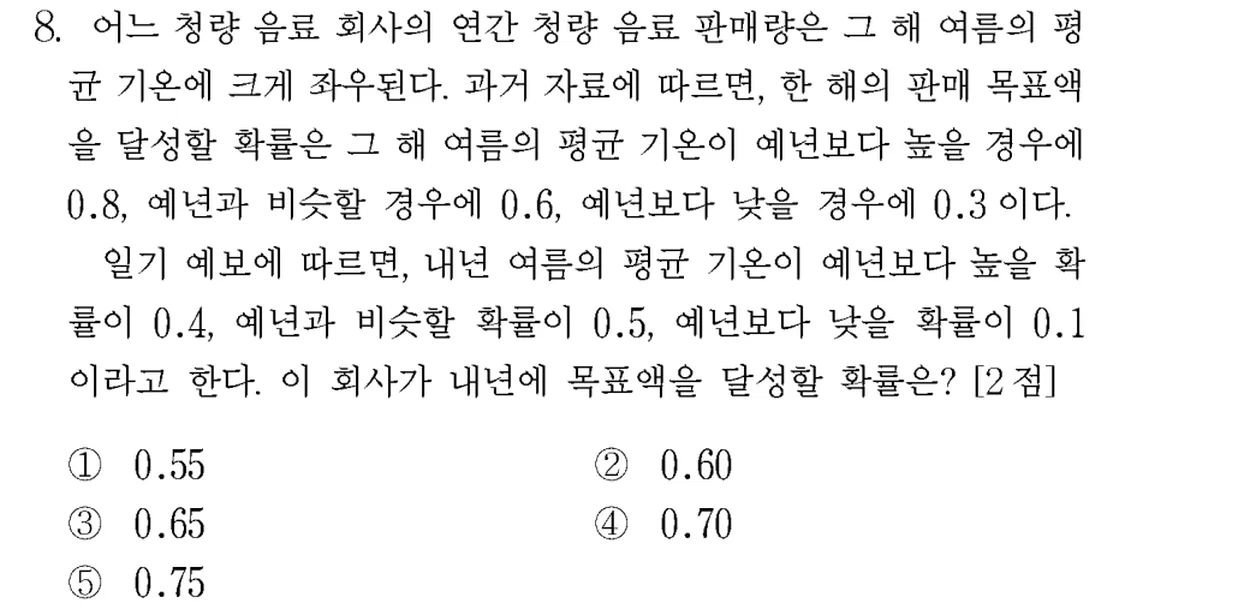 8. 어느 청량 음료 회사의 연간 청량 음료 판매량은 그 해 여름의 평
균 기온에 크게 좌우된다. 과거 자료에 따르면, 한 해의 판매 목표액
을 달성할 확률은 그 해 여름의 평균 기온이 예년보다 높을 경우에
0.8, 예년과 비슷할 경우에 0.6, 예년보다 낮을 경우에 0.3이다.
일기 예보에 따르면, 내년 여름의 평균 기온이 예년보다 높을 확
률이 0.4, 예년과 비슷할 확률이 0.5, 예년보다 낮을 확률이 0.1
이라고 한다. 이 회사가 내년에 목표액을 달성할 확률은? [2점]
① 0.55 ② 0.60
③ 0.65 ④ 0.70
⑤ 0.75